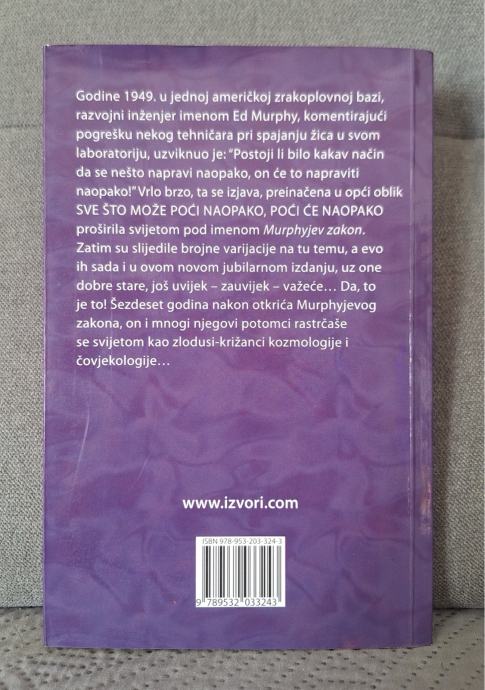 Godine 1949. u jednoj američkoj zrakoplovnoj bazi,
razvojni inženjer imenom Ed Murphy, komentirajući
pogrešku nekog tehničara pri spajanju žica u svom
laboratoriju, uzviknuo je: “Postoji li bilo kakav način
da se nešto napravi naopako, on će to napraviti
naopako!” Vrlo brzo, ta se izjava, preinačena u opći oblik
SVE ŠTO MOŽE POĆI NAOPAKO, POĆI ĆE NAOPAKO
proširila svijetom pod imenom Murphyjev zakon.
Zatim su slijedile brojne varijacije na tu temu, a evo
ih sada i u ovom novom jubilarnom izdanju, uz one
dobre stare, još uvijek – zauvijek – važeće... Da, to
je to! Šezdeset godina nakon otkrića Murphyjevog
zakona, on i mnogi njegovi potomci rastrčaše
se svijetom kao zlodusi-križanci kozmologije i
čovjekologije...
www.izvori.com
ISBN 978-953-203-324-3
9 789532 033243